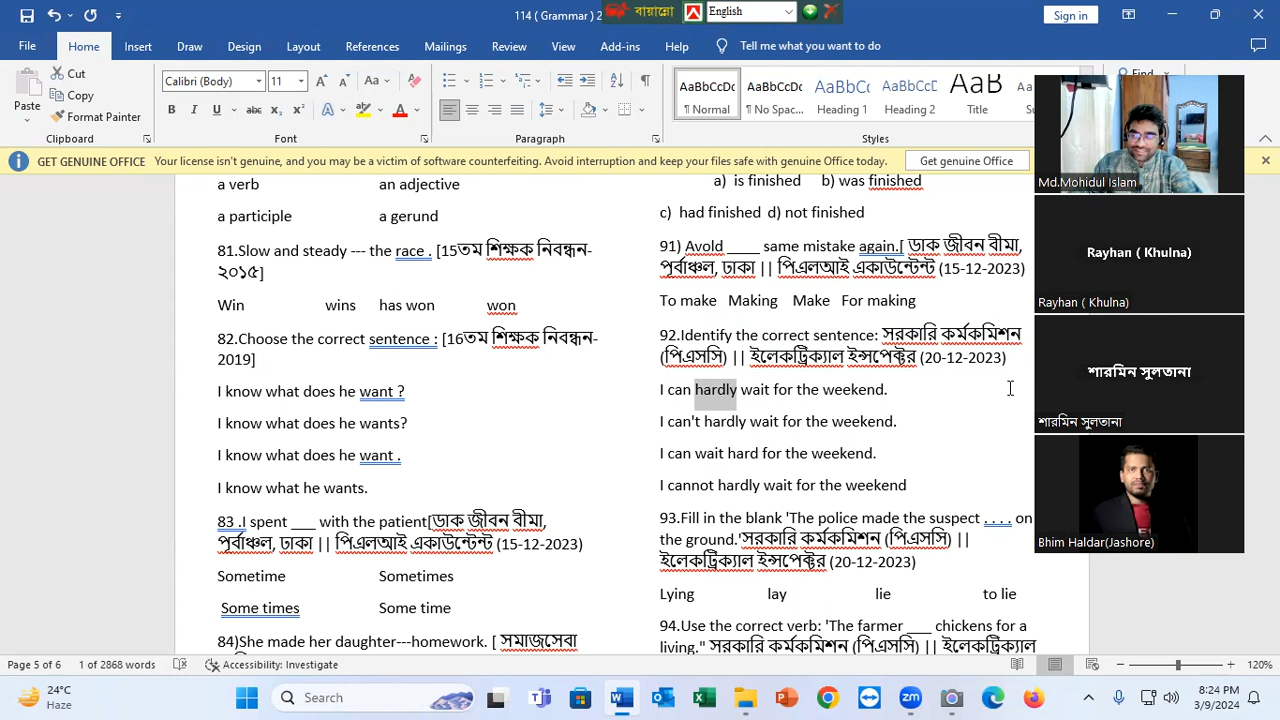 114 ( Grammar ) 2
বায়ান্নো
English
Sign in
File Home Insert Draw Design Layout References Mailings Review View Add-ins Help Tell me what you want to do
Paste
Cut
Copy
Format Painter
Calibri (Body) 11
AaBbCcDc ¶ Normal
AaBbCcDc ¶ No Spac...
AaBbCc Heading 1
AaBbCcD Heading 2
AaB Title
Find
Clipboard Font Paragraph Styles
GET GENUINE OFFICE Your license isn't genuine, and you may be a victim of software counterfeiting. Avoid interruption and keep your files safe with genuine Office today. Get genuine Office
a verb an adjective
a participle a gerund
81.Slow and steady --- the race . [15তম শিক্ষক নিবন্ধন-
২০১৫]
Win wins has won won
82.Choose the correct sentence : [16তম শিক্ষক নিবন্ধন-
2019]
I know what does he want ?
I know what does he wants?
I know what does he want .
I know what he wants.
83 .I spent ___ with the patient[ডাক জীবন বীমা,
পূর্বাঞ্চল, ঢাকা || পিএলআই একাউন্টেন্ট (15-12-2023)
Sometime Sometimes
Some times Some time
84)She made her daughter---homework. [ সমাজসেবা
a) is finished b) was finished
c) had finished d) not finished
91) Avold ____ same mistake again.[ ডাক জীবন বীমা,
পূর্বাঞ্চল, ঢাকা || পিএলআই একাউন্টেন্ট (15-12-2023)
To make Making Make For making
92.Identify the correct sentence: সরকারি কর্মকমিশন
(পিএসসি) || ইলেকট্রিক্যাল ইন্সপেক্টর (20-12-2023)
I can hardly wait for the weekend.
I can't hardly wait for the weekend.
I can wait hard for the weekend.
I cannot hardly wait for the weekend
93.Fill in the blank 'The police made the suspect . . . . on
the ground.'সরকারি কর্মকমিশন (পিএসসি) ||
ইলেকট্রিক্যাল ইন্সপেক্টর (20-12-2023)
Lying lay lie to lie
94.Use the correct verb: 'The farmer ___ chickens for a
living." সরকারি কর্মকমিশন (পিএসসি) || ইলেকট্রিক্যাল
Md.Mohidul Islam
Rayhan ( Khulna)
Rayhan ( Khulna)
শারমিন সুলতানা
শারমিন সুলতানা
Bhim Haldar(Jashore)
Page 5 of 6 1 of 2868 words Accessibility: Investigate 120%
24°C
Haze
Search
8:24 PM
3/9/2024